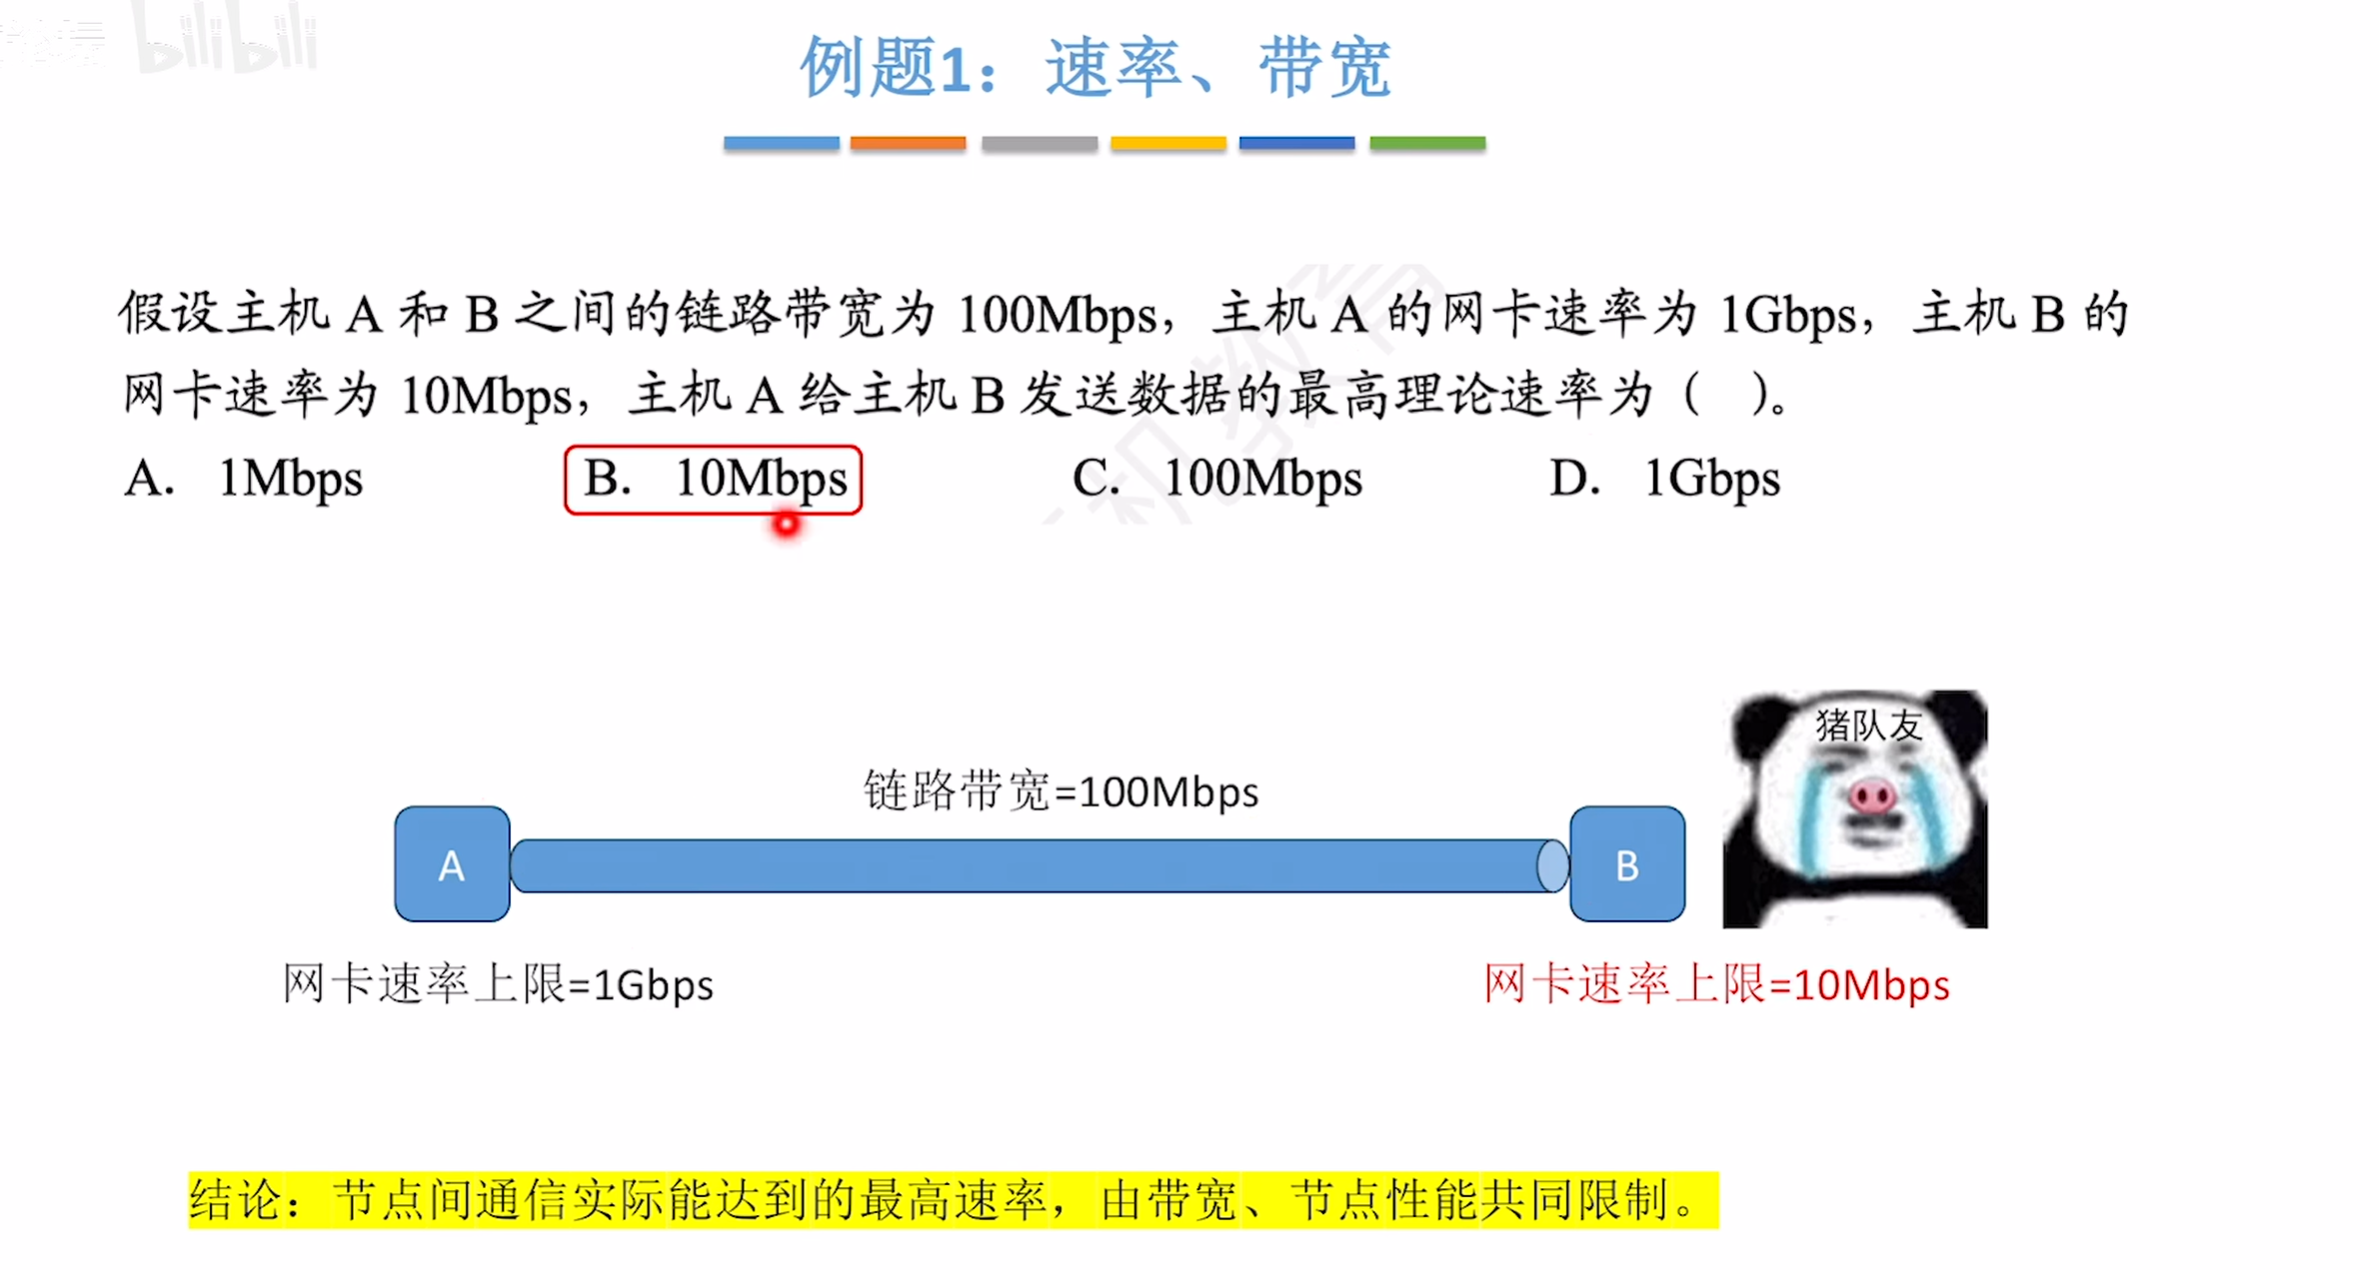 bilibili
例题1：速率、带宽
假设主机 A 和 B 之间的链路带宽为 100Mbps，主机 A 的网卡速率为 1Gbps，主机 B 的
网卡速率为 10Mbps，主机 A 给主机 B 发送数据的最高理论速率为（ ）。
A. 1Mbps B. 10Mbps C. 100Mbps D. 1Gbps
猪队友
链路带宽=100Mbps
A B
网卡速率上限=1Gbps 网卡速率上限=10Mbps
结论：节点间通信实际能达到的最高速率，由带宽、节点性能共同限制。